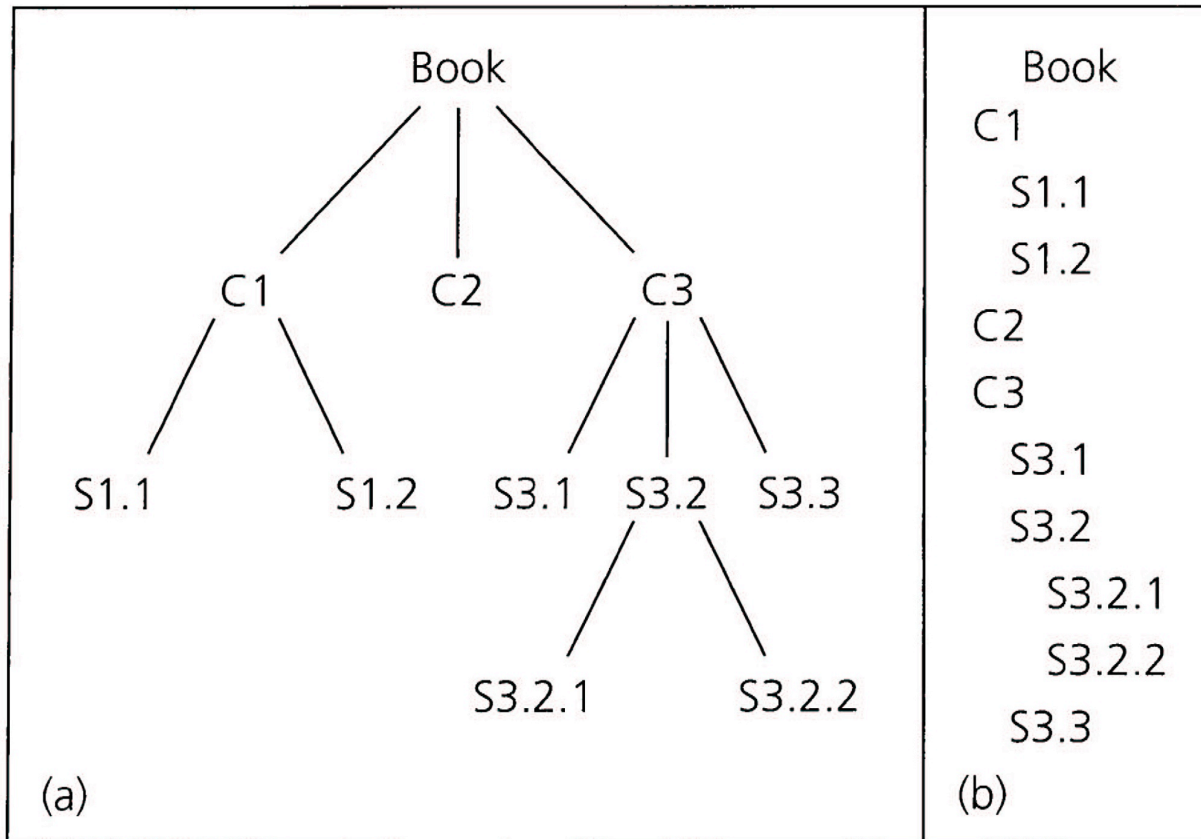 Book
C1 C2 C3
S1.1 S1.2 S3.1 S3.2 S3.3
S3.2.1 S3.2.2
(a)
Book
C1
S1.1
S1.2
C2
C3
S3.1
S3.2
S3.2.1
S3.2.2
S3.3
(b)